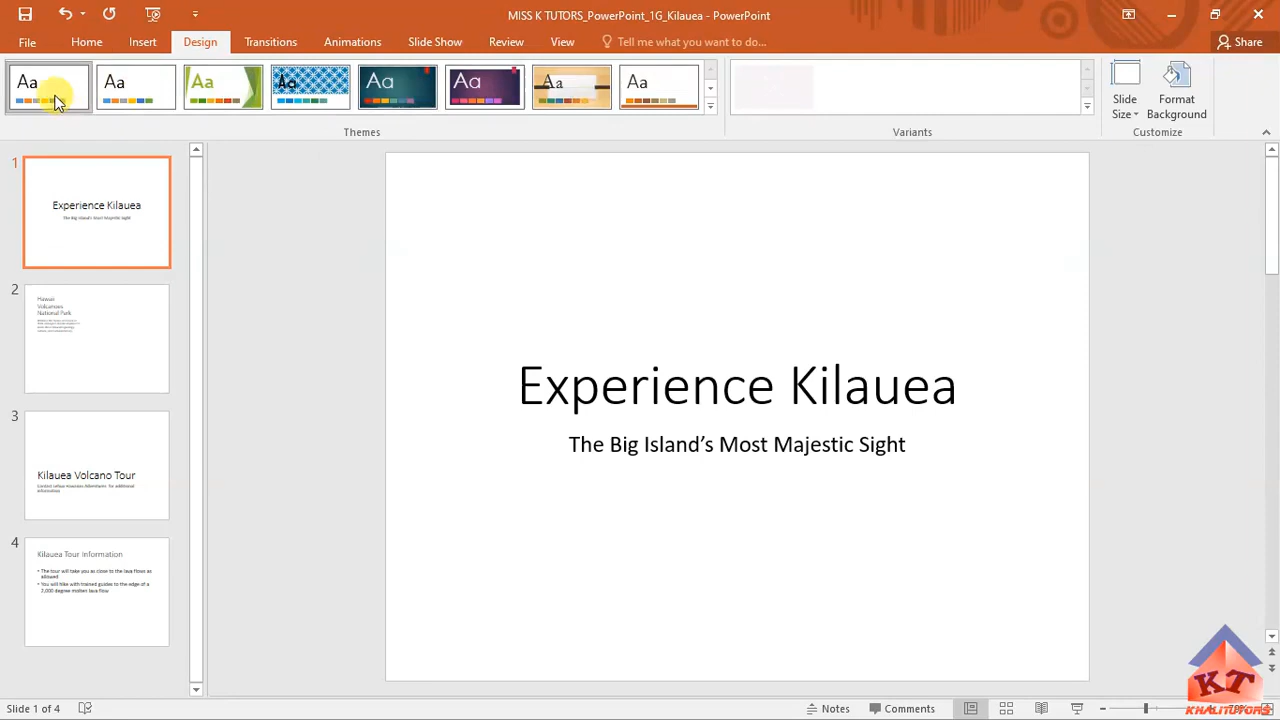 MISS K TUTORS_PowerPoint_1G_Kilauea - PowerPoint
File Home Insert Design Transitions Animations Slide Show Review View Tell me what you want to do... Share
Aa Aa Aa Aa Aa Aa Aa Aa
Slide Size
Format Background
Themes Variants Customize
1
Experience Kilauea
The Big Island's Most Majestic Sight
2
Hawaii
Volcanoes
National Park
3
Kilauea Volcano Tour
4
Kilauea Tour Information
• The tour will take you as close to the lava flows as
allowed
• You will hike with trained guides to the edge of a
2,000 degree molten lava flow
Experience Kilauea
The Big Island’s Most Majestic Sight
KT
KHALITUTORS
Slide 1 of 4 Notes Comments